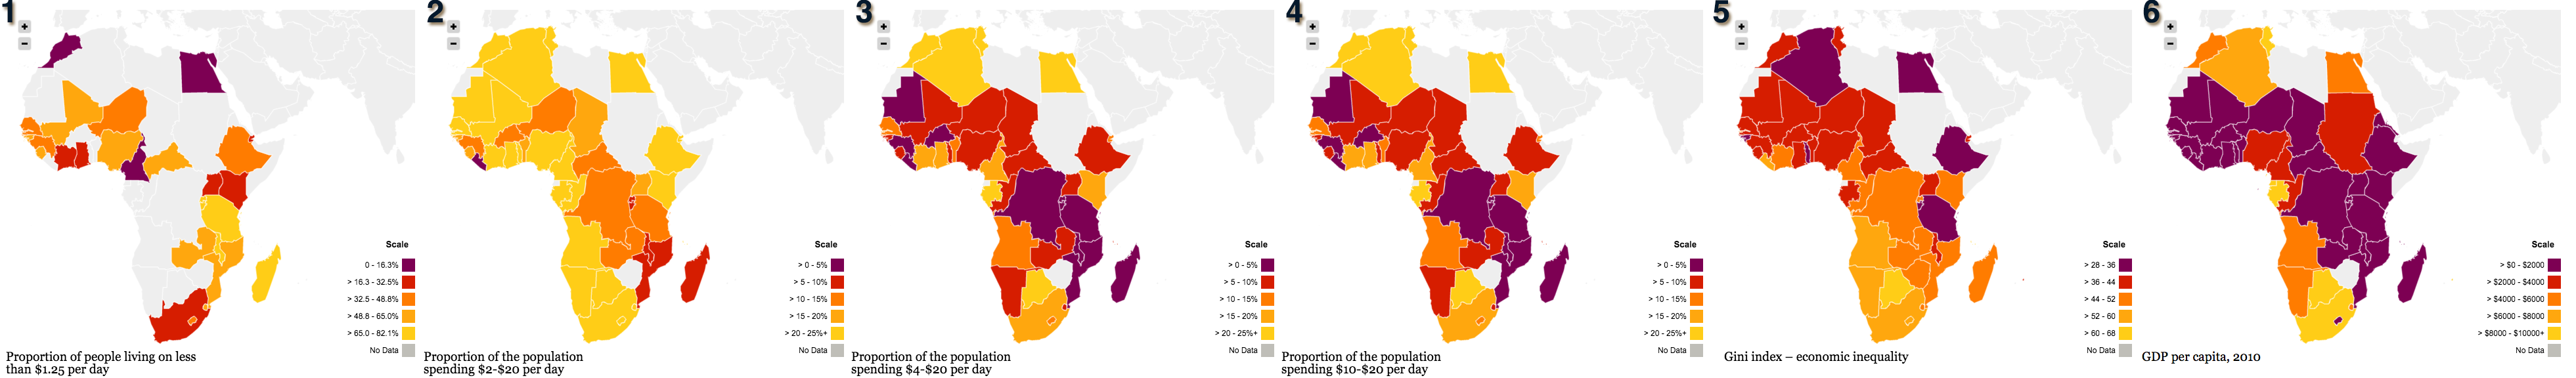 1
+
−
Scale
0 - 16.3%
> 16.3 - 32.5%
> 32.5 - 48.8%
> 48.8 - 65.0%
> 65.0 - 82.1%
No Data
Proportion of people living on less
than $1.25 per day
2
+
−
Scale
> 0 - 5%
> 5 - 10%
> 10 - 15%
> 15 - 20%
> 20 - 25%+
No Data
Proportion of the population
spending $2-$20 per day
3
+
−
Scale
> 0 - 5%
> 5 - 10%
> 10 - 15%
> 15 - 20%
> 20 - 25%+
No Data
Proportion of the population
spending $4-$20 per day
4
+
−
Scale
> 0 - 5%
> 5 - 10%
> 10 - 15%
> 15 - 20%
> 20 - 25%+
No Data
Proportion of the population
spending $10-$20 per day
5
+
−
Scale
> 28 - 36
> 36 - 44
> 44 - 52
> 52 - 60
> 60 - 68
No Data
Gini index – economic inequality
6
+
−
Scale
> $0 - $2000
> $2000 - $4000
> $4000 - $6000
> $6000 - $8000
> $8000 - $10000+
No Data
GDP per capita, 2010